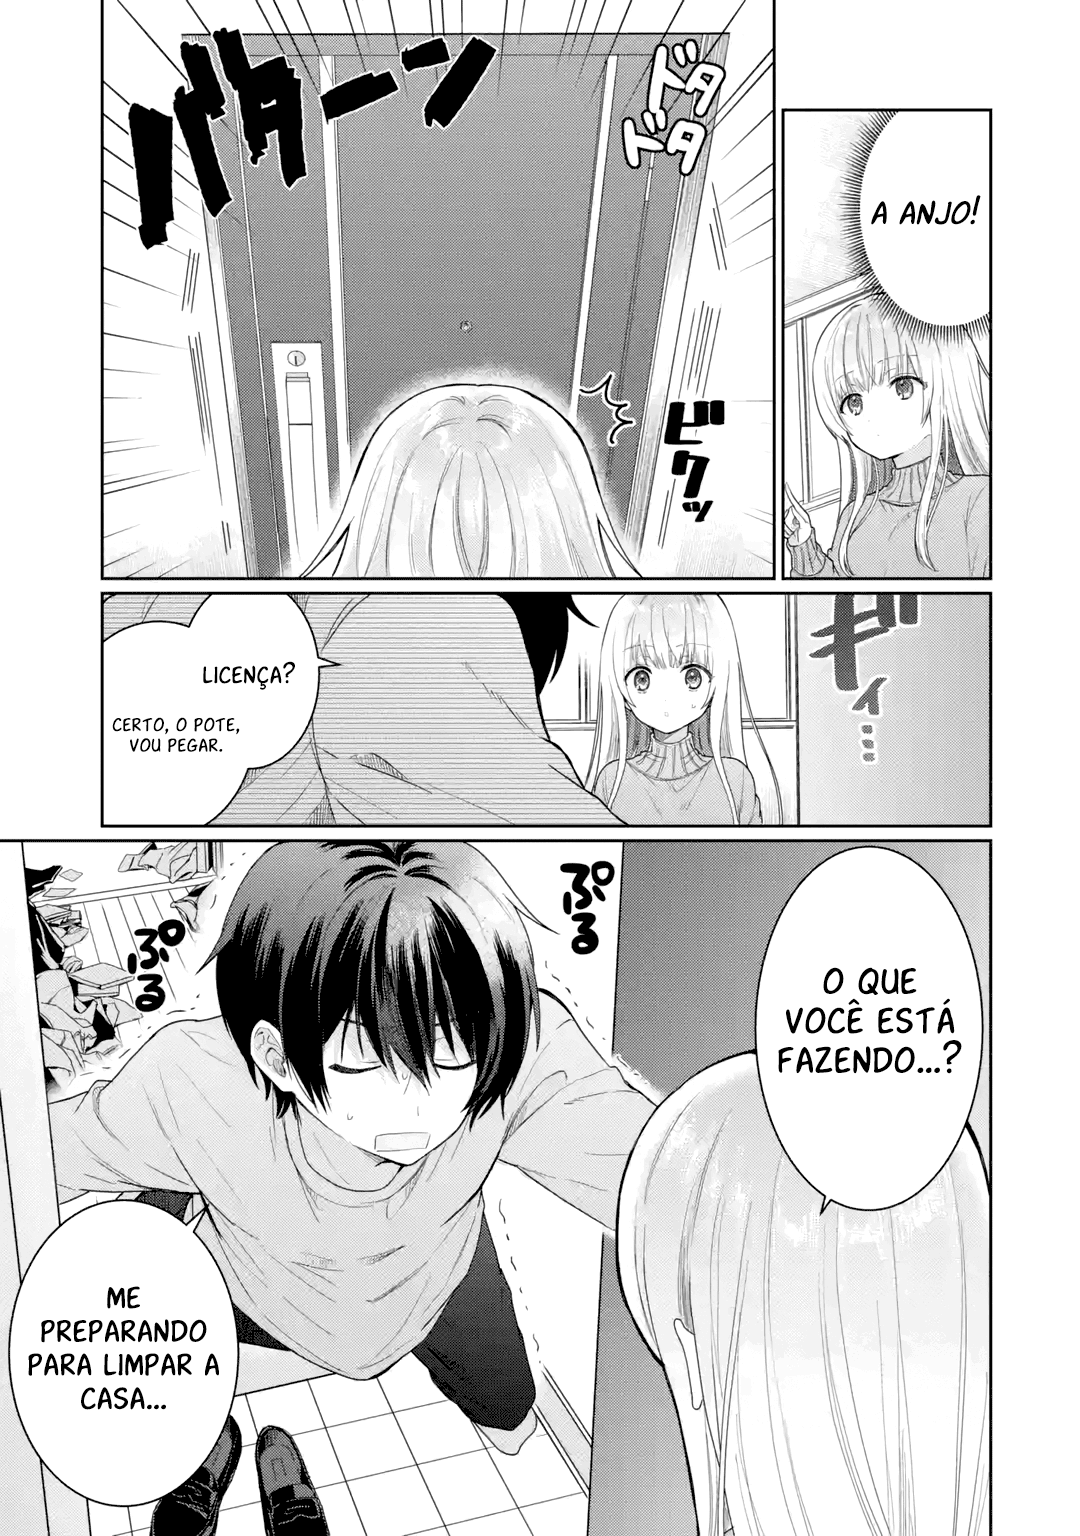 A ANJO!
ドタ
ドタ
バターン
ビクッ
ギィ…
LICENÇA?
CERTO, O POTE,
VOU PEGAR.
O QUE
VOCÊ ESTÁ
FAZENDO...?
ぷる
ぷる
ME
PREPARANDO
PARA LIMPAR A
CASA...